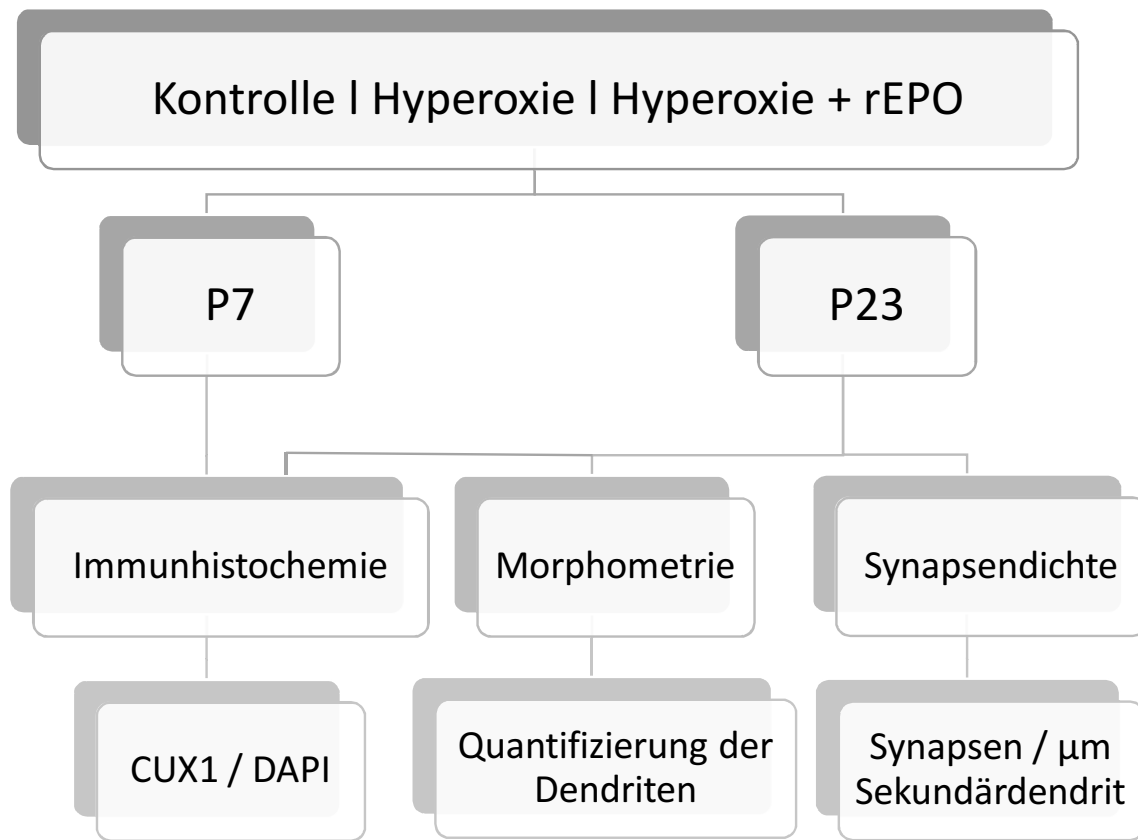 Kontrolle l Hyperoxie l Hyperoxie + rEPO
P7
P23
Immunhistochemie
Morphometrie
Synapsendichte
CUX1 / DAPI
Quantifizierung der
Dendriten
Synapsen / µm
Sekundärdendrit